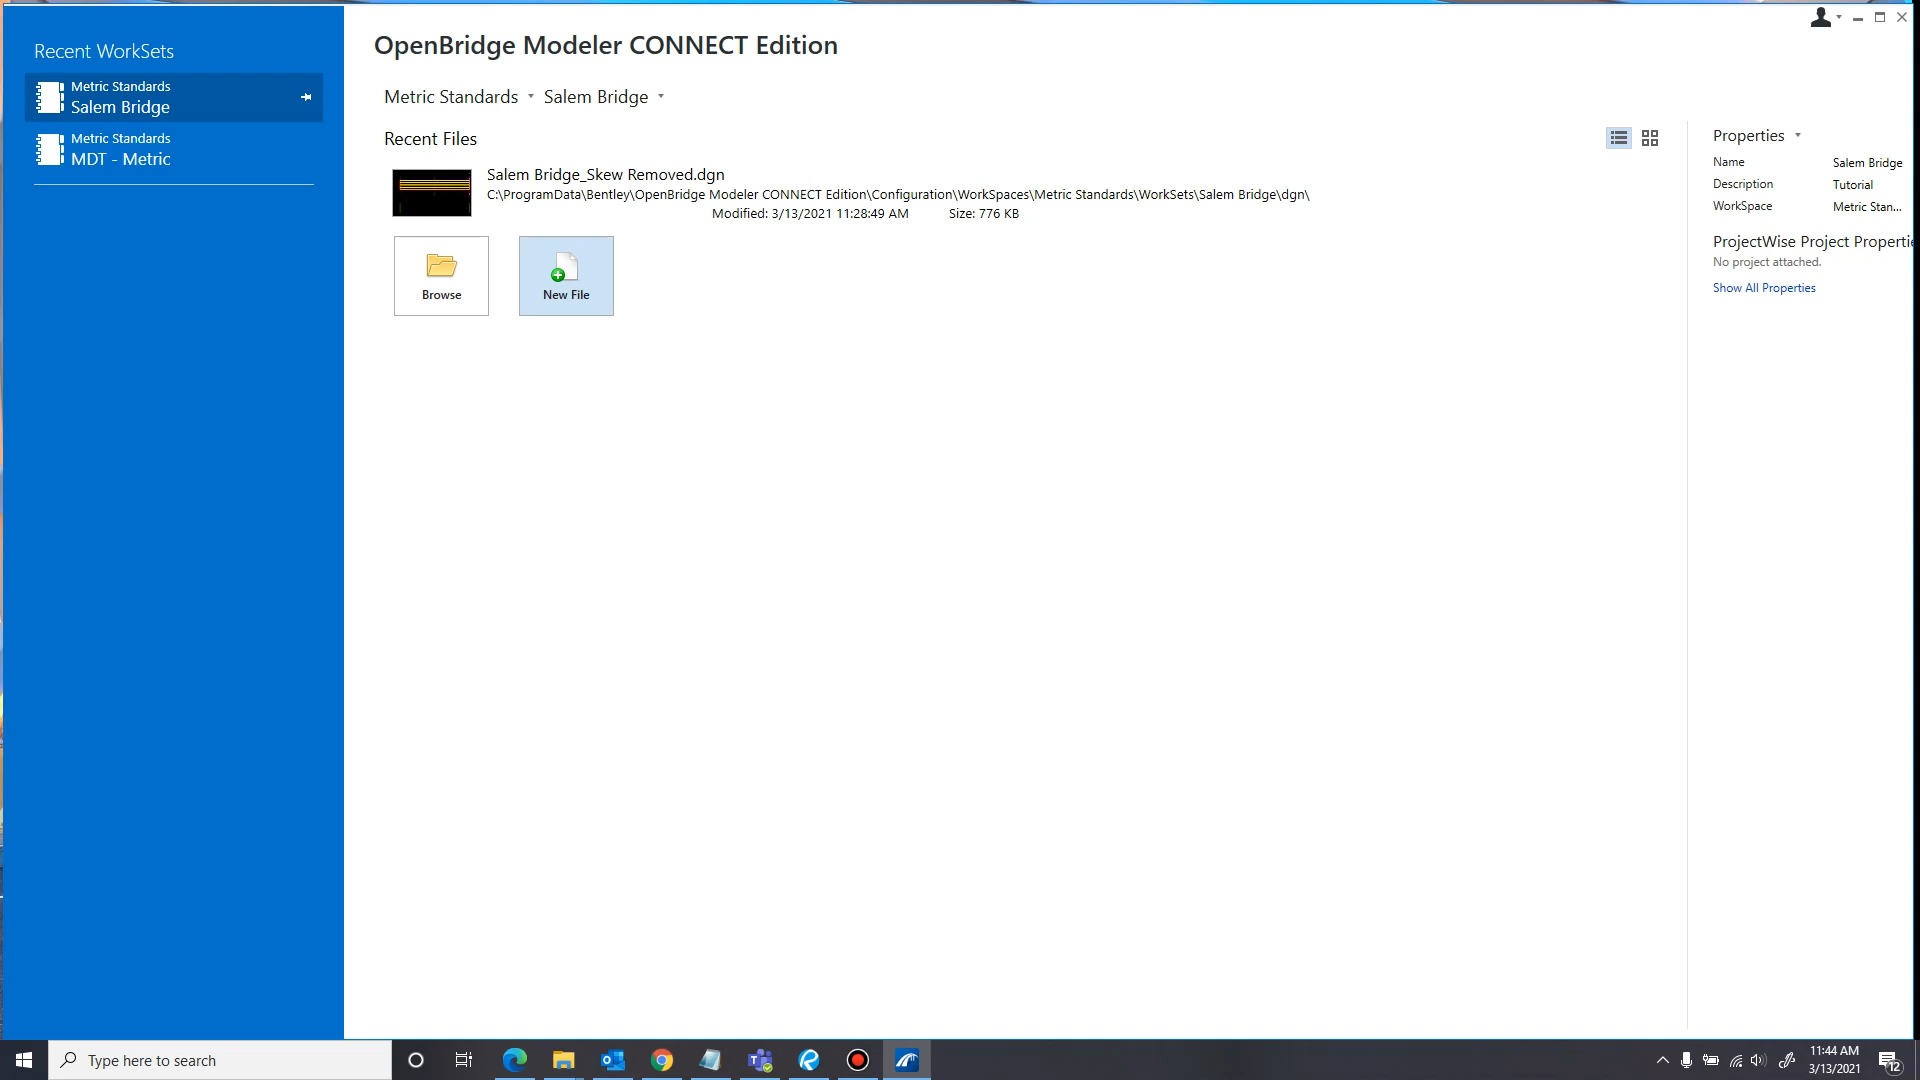 Recent WorkSets
Metric Standards
Salem Bridge
Metric Standards
MDT - Metric
OpenBridge Modeler CONNECT Edition
Metric Standards Salem Bridge
Recent Files
Salem Bridge_Skew Removed.dgn
C:\ProgramData\Bentley\OpenBridge Modeler CONNECT Edition\Configuration\WorkSpaces\Metric Standards\WorkSets\Salem Bridge\dgn\
Modified: 3/13/2021 11:28:49 AM Size: 776 KB
Browse
New File
Properties
Name Salem Bridge
Description Tutorial
WorkSpace Metric Stan...
ProjectWise Project Properti
No project attached.
Show All Properties
Type here to search
11:44 AM
3/13/2021
12